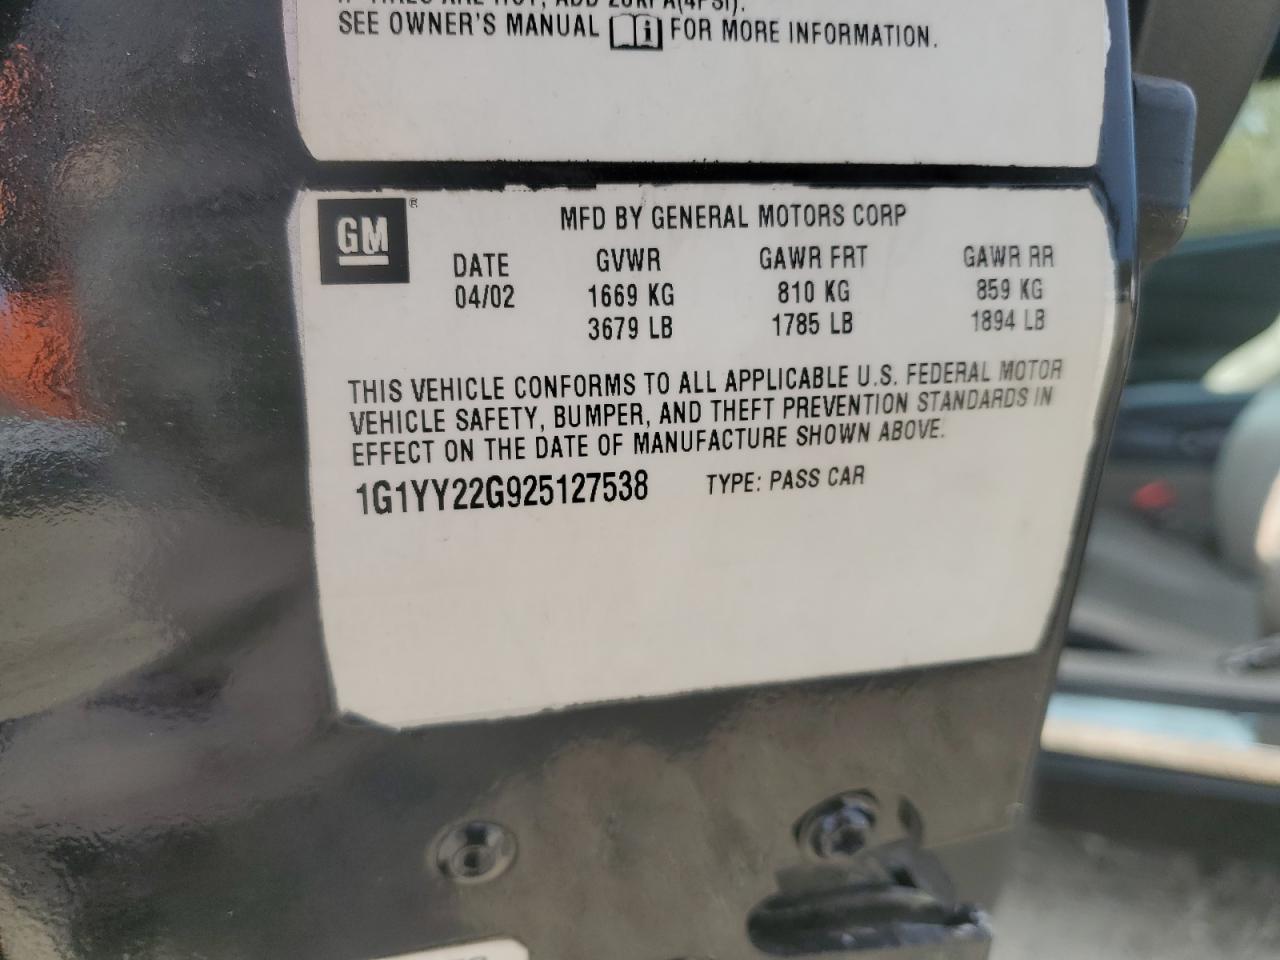 SEE OWNER'S MANUAL FOR MORE INFORMATION.
GM
MFD BY GENERAL MOTORS CORP
DATE GVWR GAWR FRT GAWR RR
04/02 1669 KG 810 KG 859 KG
3679 LB 1785 LB 1894 LB
THIS VEHICLE CONFORMS TO ALL APPLICABLE U.S. FEDERAL MOTOR
VEHICLE SAFETY, BUMPER, AND THEFT PREVENTION STANDARDS IN
EFFECT ON THE DATE OF MANUFACTURE SHOWN ABOVE.
1G1YY22G925127538 TYPE: PASS CAR